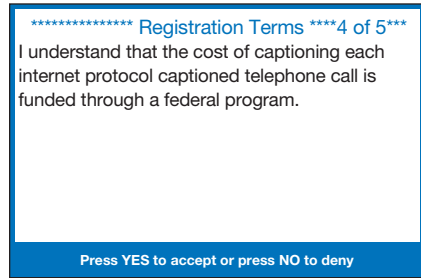 *************** Registration Terms ****4 of 5***
I understand that the cost of captioning each
internet protocol captioned telephone call is
funded through a federal program.
Press YES to accept or press NO to deny